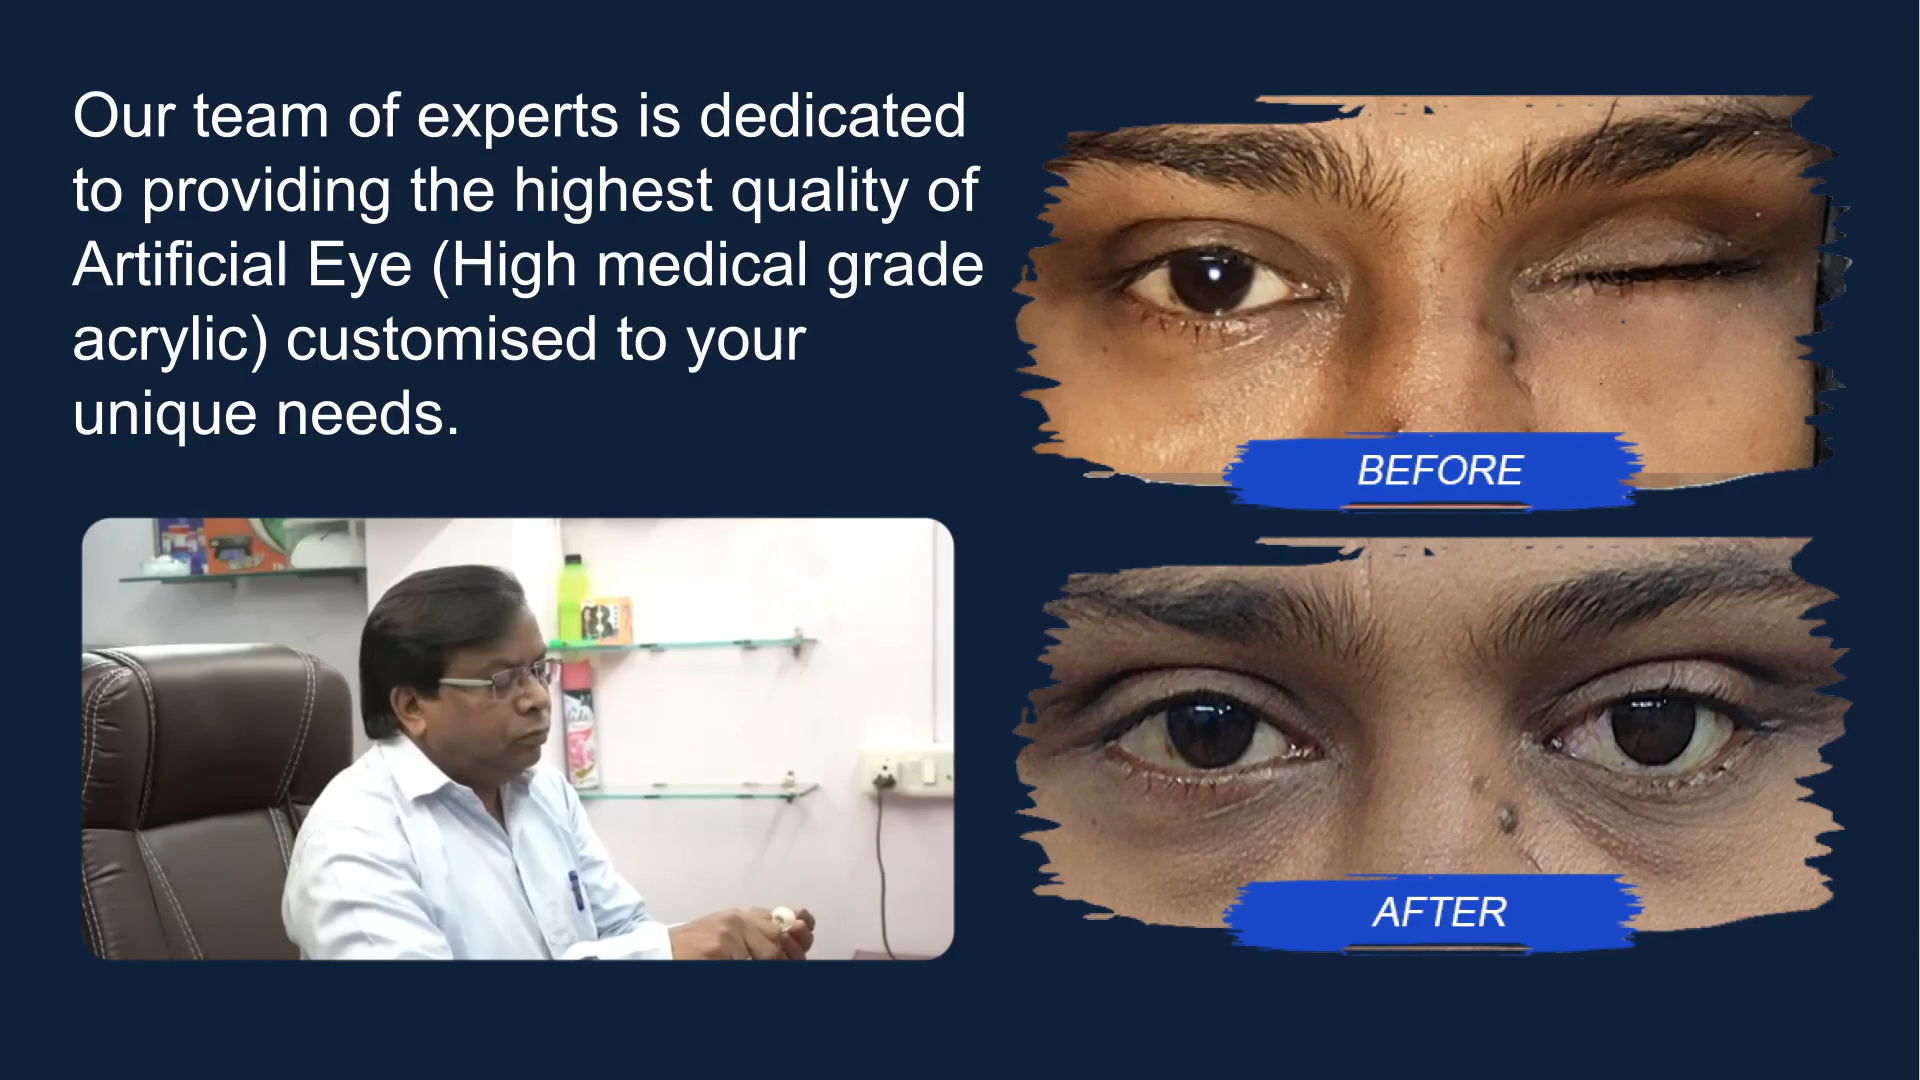 Our team of experts is dedicated
to providing the highest quality of
Artificial Eye (High medical grade
acrylic) customised to your
unique needs.
BEFORE
AFTER